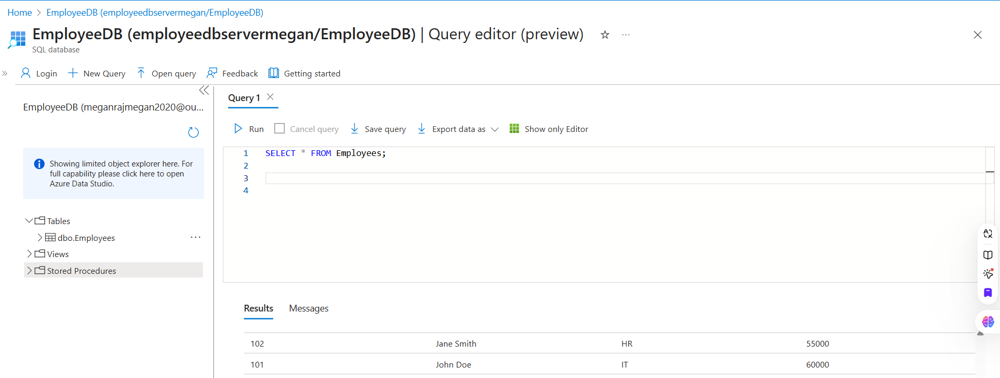 Home > EmployeeDB (employeedbservermegan/EmployeeDB)
EmployeeDB (employeedbservermegan/EmployeeDB) | Query editor (preview) ☆ ···
SQL database
» Login + New Query Open query Feedback Getting started
EmployeeDB (meganrajmegan2020@ou...
Showing limited object explorer here. For
full capability please click here to open
Azure Data Studio.
Tables
dbo.Employees ···
Views
Stored Procedures
Query 1
Run Cancel query Save query Export data as Show only Editor
1 SELECT * FROM Employees;
2
3
4
Results Messages
102 Jane Smith HR 55000
101 John Doe IT 60000